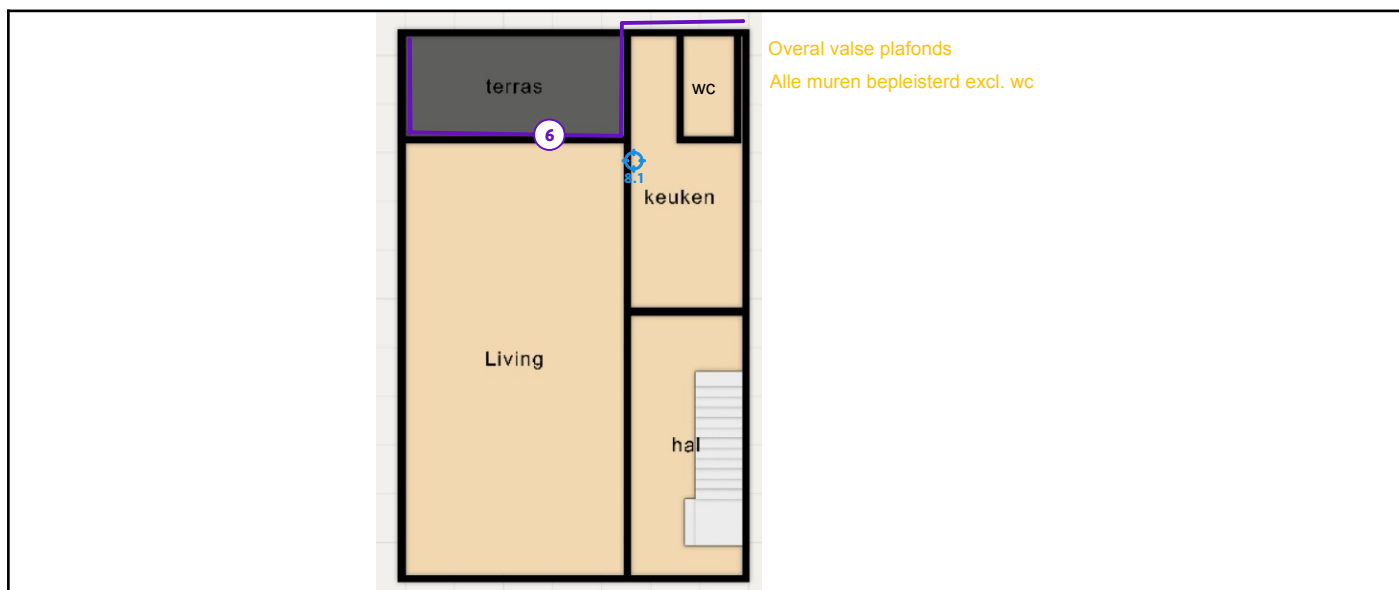 Overal valse plafonds
Alle muren bepleisterd excl. wc
terras
wc
6
8.1
keuken
Living
hal